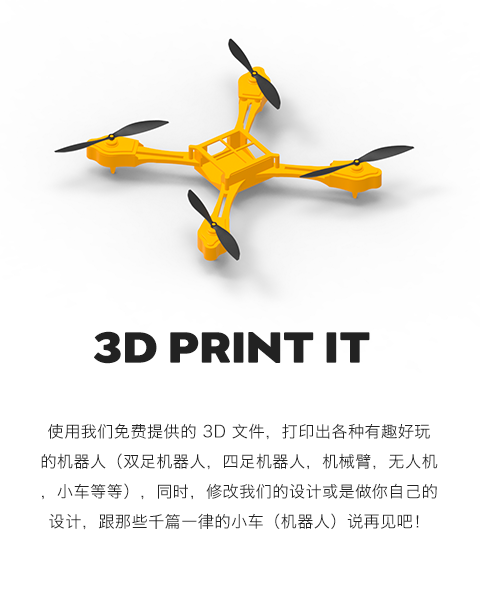 3D PRINT IT
使用我们免费提供的 3D 文件，打印出各种有趣好玩
的机器人（双足机器人，四足机器人，机械臂，无人机
，小车等等），同时，修改我们的设计或是做你自己的
设计，跟那些千篇一律的小车（机器人）说再见吧！